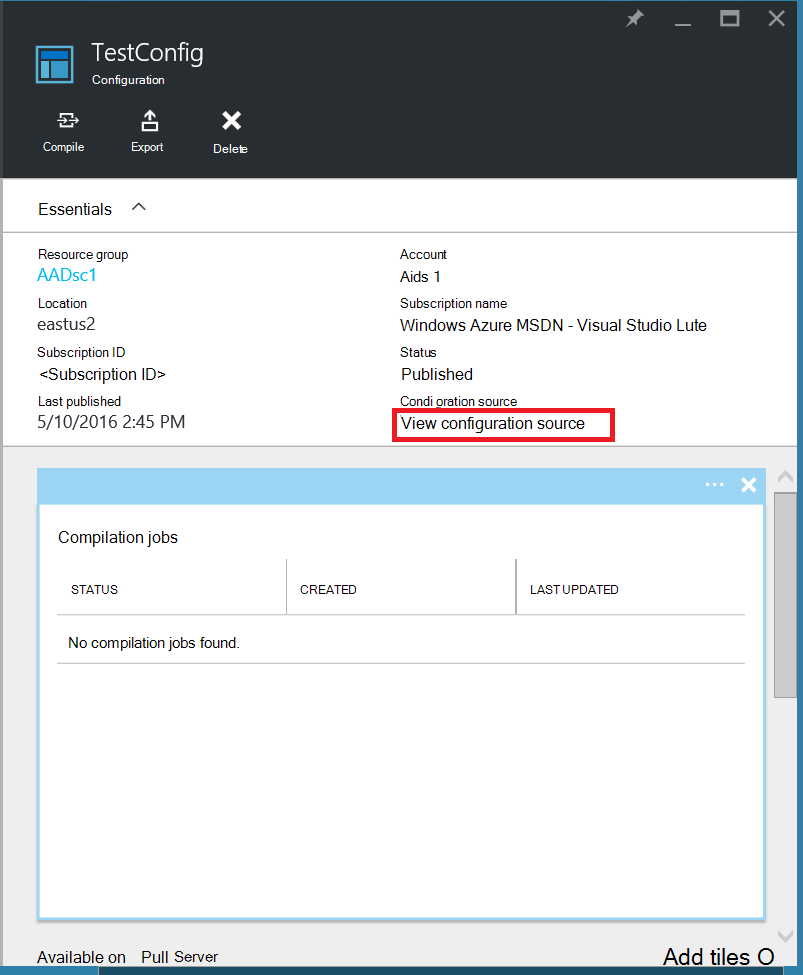 TestConfig
Configuration
Compile
Export
Delete
Essentials
Resource group
AADsc1
Account
Aids 1
Location
eastus2
Subscription name
Windows Azure MSDN - Visual Studio Lute
Subscription ID
<Subscription ID>
Status
Published
Last published
5/10/2016 2:45 PM
Condi gration source
View configuration source
Compilation jobs
STATUS CREATED LAST UPDATED
No compilation jobs found.
Available on Pull Server
Add tiles O